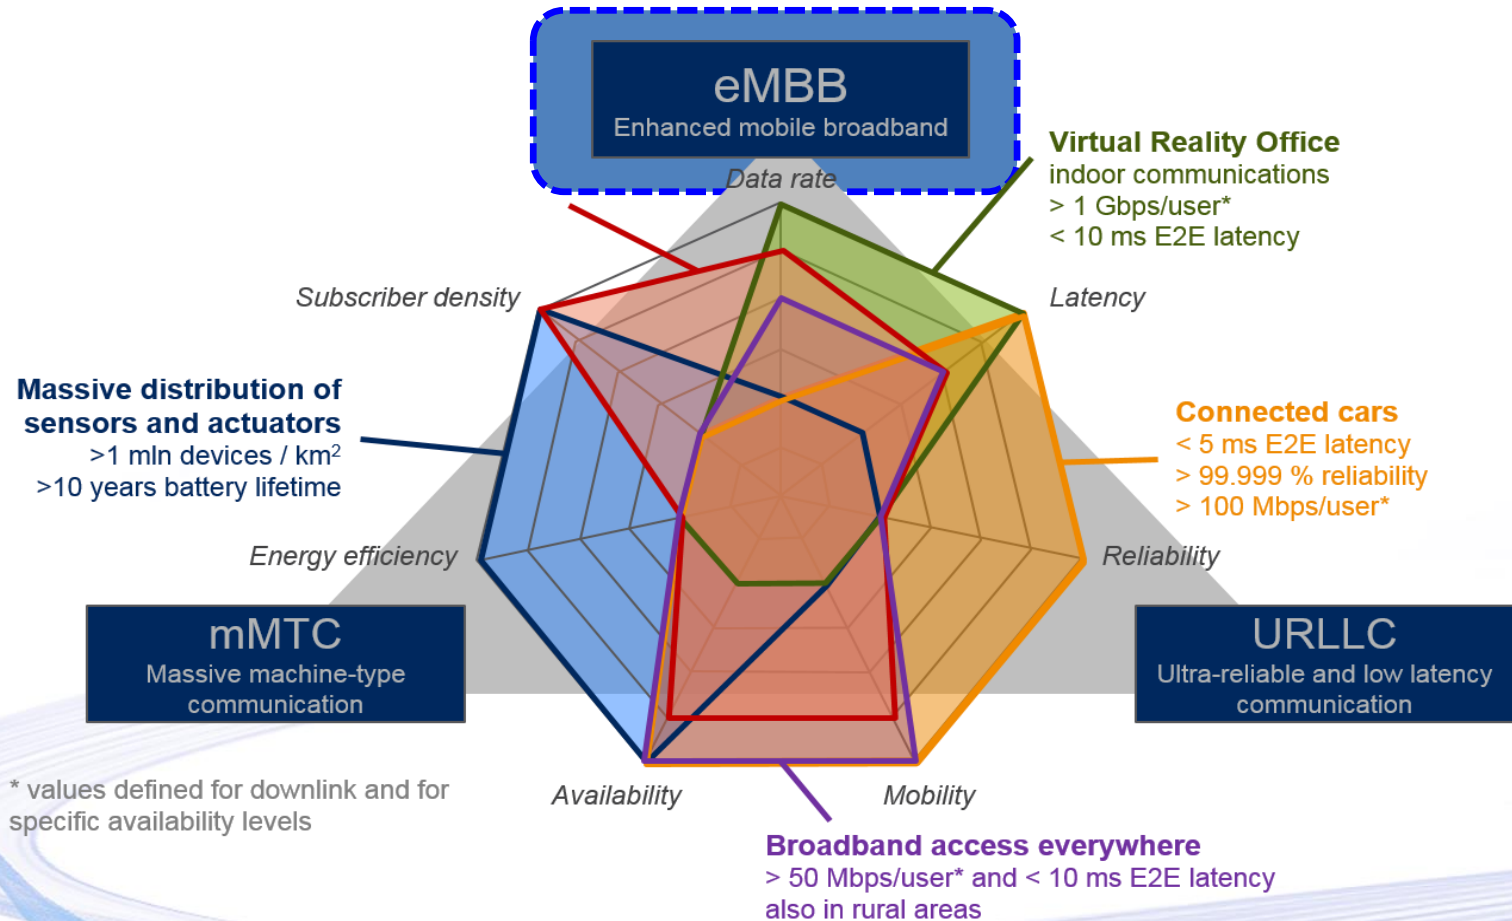 eMBB
Enhanced mobile broadband
Data rate
Virtual Reality Office
indoor communications
> 1 Gbps/user*
< 10 ms E2E latency
Subscriber density
Latency
Massive distribution of
sensors and actuators
>1 mln devices / km²
>10 years battery lifetime
Connected cars
< 5 ms E2E latency
> 99.999 % reliability
> 100 Mbps/user*
Energy efficiency
Reliability
mMTC
Massive machine-type
communication
URLLC
Ultra-reliable and low latency
communication
* values defined for downlink and for
specific availability levels
Availability
Mobility
Broadband access everywhere
> 50 Mbps/user* and < 10 ms E2E latency
also in rural areas